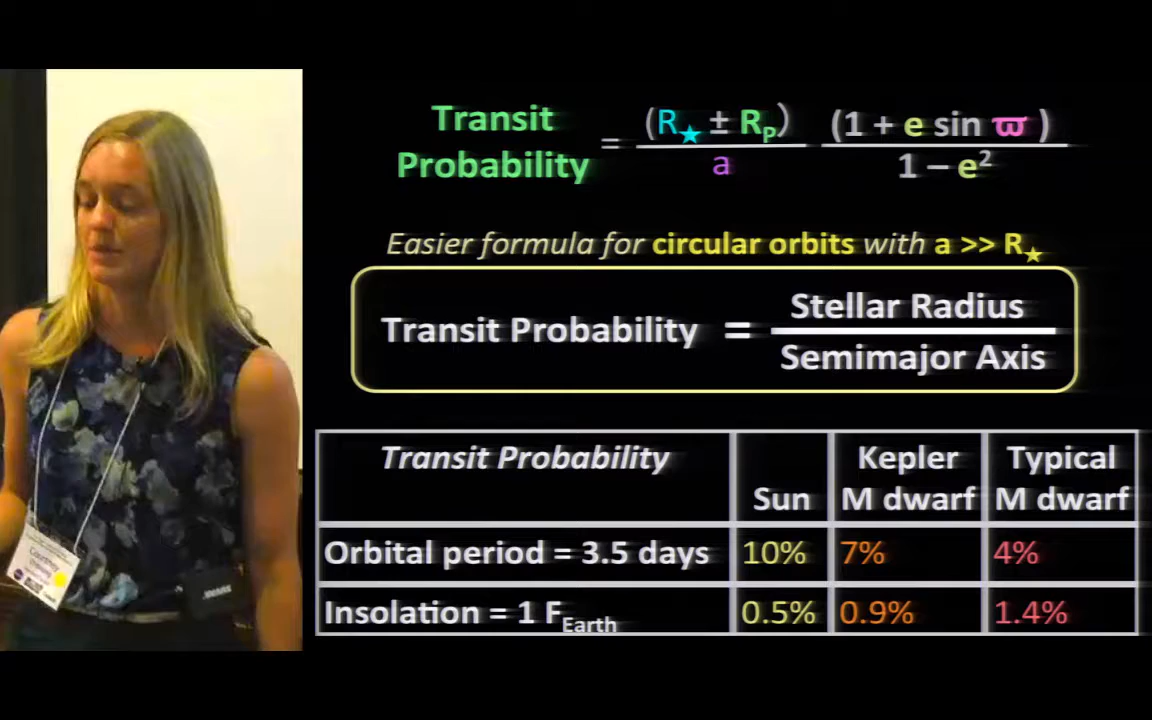 Transit Probability = (R★ ± Rₚ) / a (1 + e sin ϖ) / 1 − e²
Easier formula for circular orbits with a >> R★
Transit Probability = Stellar Radius / Semimajor Axis
Transit Probability Sun Kepler M dwarf Typical M dwarf
Orbital period = 3.5 days 10% 7% 4%
Insolation = 1 F_Earth 0.5% 0.9% 1.4%